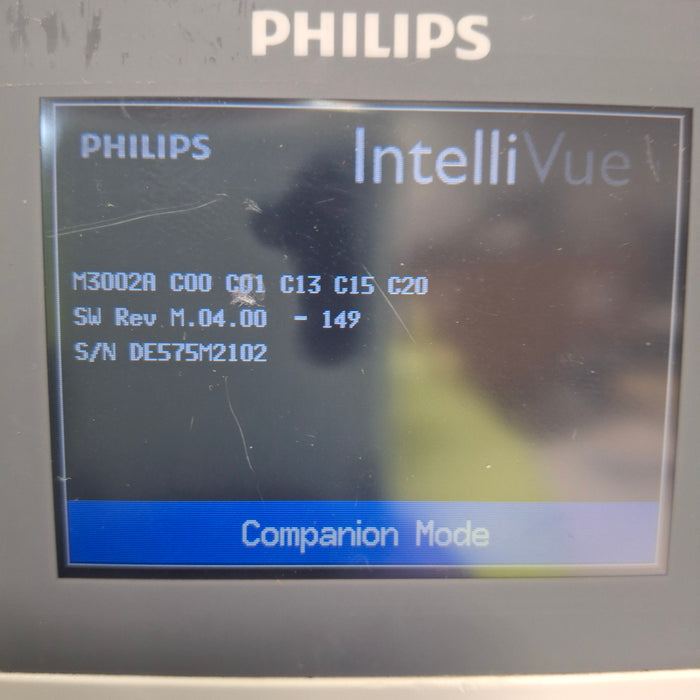 PHILIPS
PHILIPS IntelliVue
M3002A C00 C01 C13 C15 C20
SW Rev M.04.00 - 149
S/N DE575M2102
Companion Mode